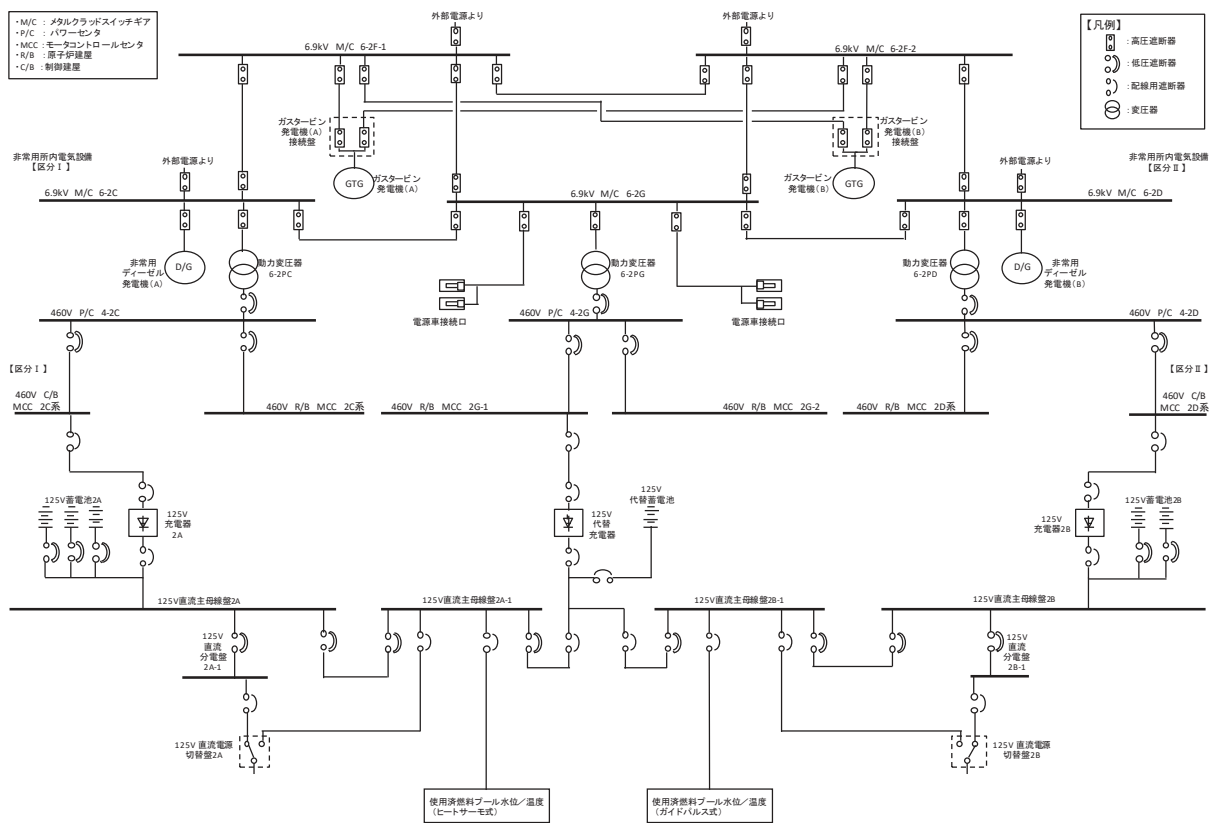 ・M/C : メタルクラッドスイッチギア
・P/C : パワーセンタ
・MCC : モータコントロールセンタ
・R/B : 原子炉建屋
・C/B : 制御建屋
外部電源より
外部電源より
【凡例】
:高圧遮断器
:低圧遮断器
:配線用遮断器
:変圧器
6.9kV M/C 6-2F-1
6.9kV M/C 6-2F-2
ガスタービン
発電機(A)
接続盤
ガスタービン
発電機(B)
接続盤
非常用所内電気設備
【区分Ⅰ】
外部電源より
GTG
ガスタービン
発電機(A)
ガスタービン
発電機(B)
GTG
外部電源より
非常用所内電気設備
【区分Ⅱ】
6.9kV M/C 6-2C
6.9kV M/C 6-2G
6.9kV M/C 6-2D
非常用
ディーゼル
発電機(A)
D/G
動力変圧器
6-2PC
動力変圧器
6-2PG
動力変圧器
6-2PD
D/G
非常用
ディーゼル
発電機(B)
電源車接続口
電源車接続口
460V P/C 4-2C
460V P/C 4-2G
460V P/C 4-2D
【区分Ⅰ】
【区分Ⅱ】
460V C/B
MCC 2C系
460V R/B MCC 2C系
460V R/B MCC 2G-1
460V R/B MCC 2G-2
460V R/B MCC 2D系
460V C/B
MCC 2D系
125V蓄電池2A
125V
充電器
2A
125V
代替
充電器
125V
代替蓄電池
125V
充電器2B
125V蓄電池2B
125V直流主母線盤2A
125V直流主母線盤2A-1
125V直流主母線盤2B-1
125V直流主母線盤2B
125V
直流
分電盤
2A-1
125V
直流
分電盤
2B-1
125V 直流電源
切替盤2A
125V 直流電源
切替盤2B
使用済燃料プール水位/温度
(ヒートサーモ式)
使用済燃料プール水位/温度
(ガイドパルス式)